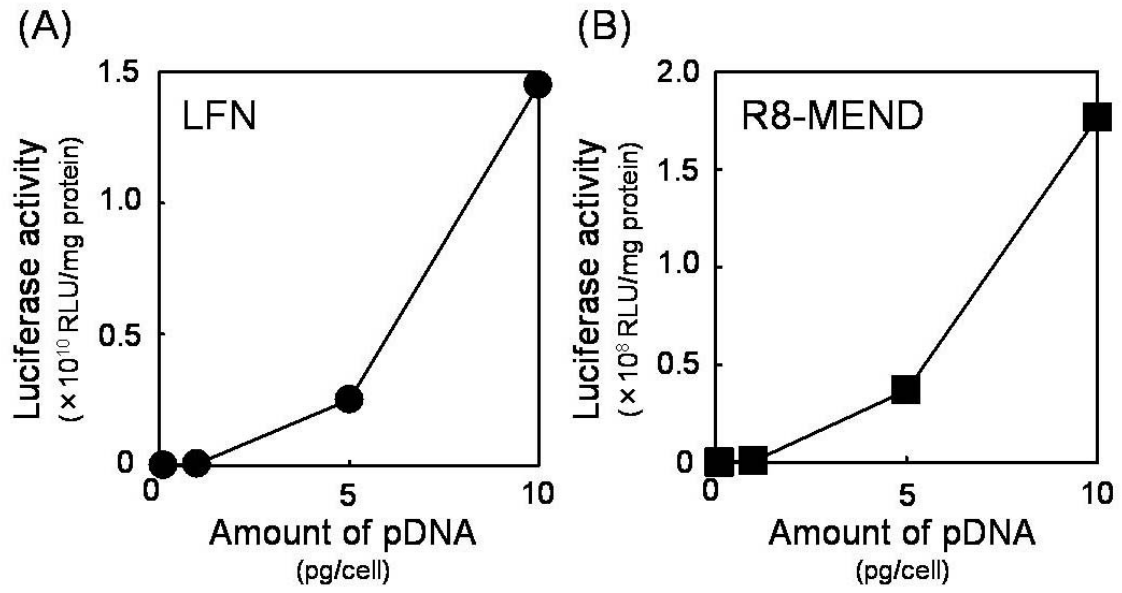 (A)
LFN
Luciferase activity
(×10¹⁰ RLU/mg protein)
1.5
1.0
0.5
0
0
5
10
Amount of pDNA
(pg/cell)
(B)
R8-MEND
Luciferase activity
(×10⁸ RLU/mg protein)
2.0
1.5
1.0
0.5
0
0
5
10
Amount of pDNA
(pg/cell)